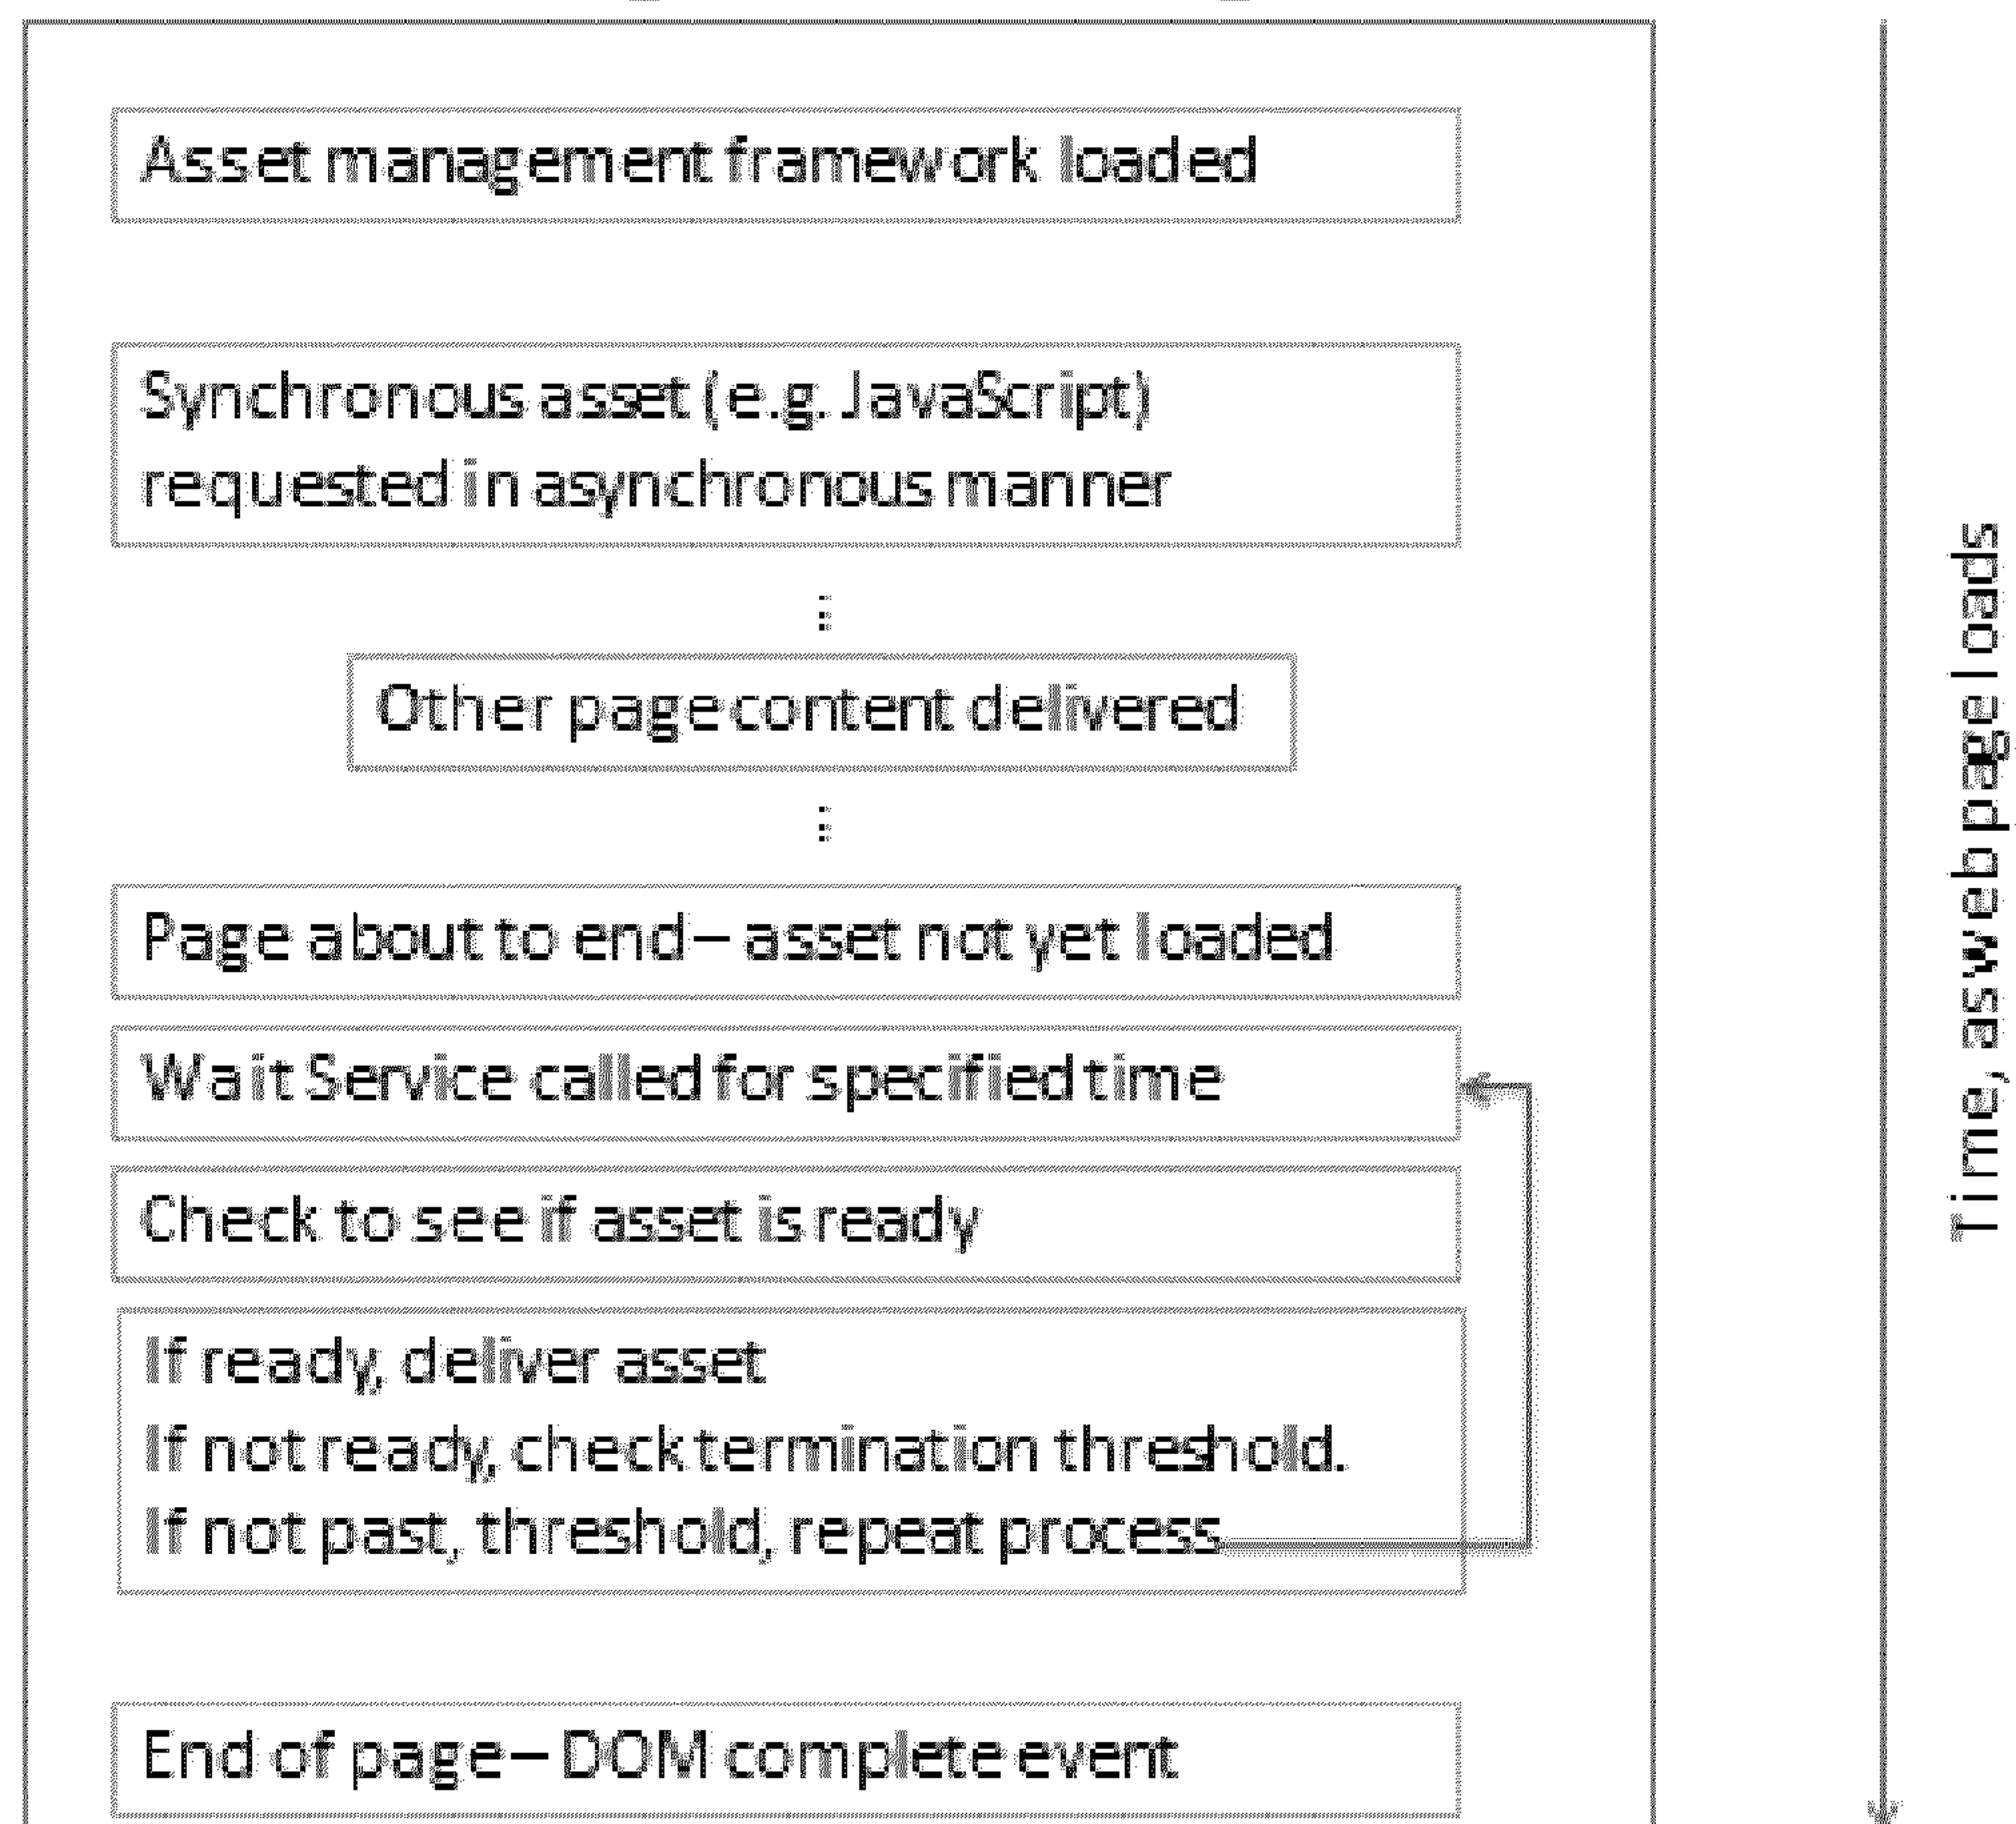 Asset management framework loaded
Synchronous asset (e.g. JavaScript)
requested in asynchronous manner
:
Other page content delivered
:
Page about to end – asset not yet loaded
Wait Service called for specified time
Check to see if asset is ready
If ready, deliver asset
If not ready, check termination threshold.
If not past, threshold, repeat process
End of page – DOM complete event
Time, as web page loads